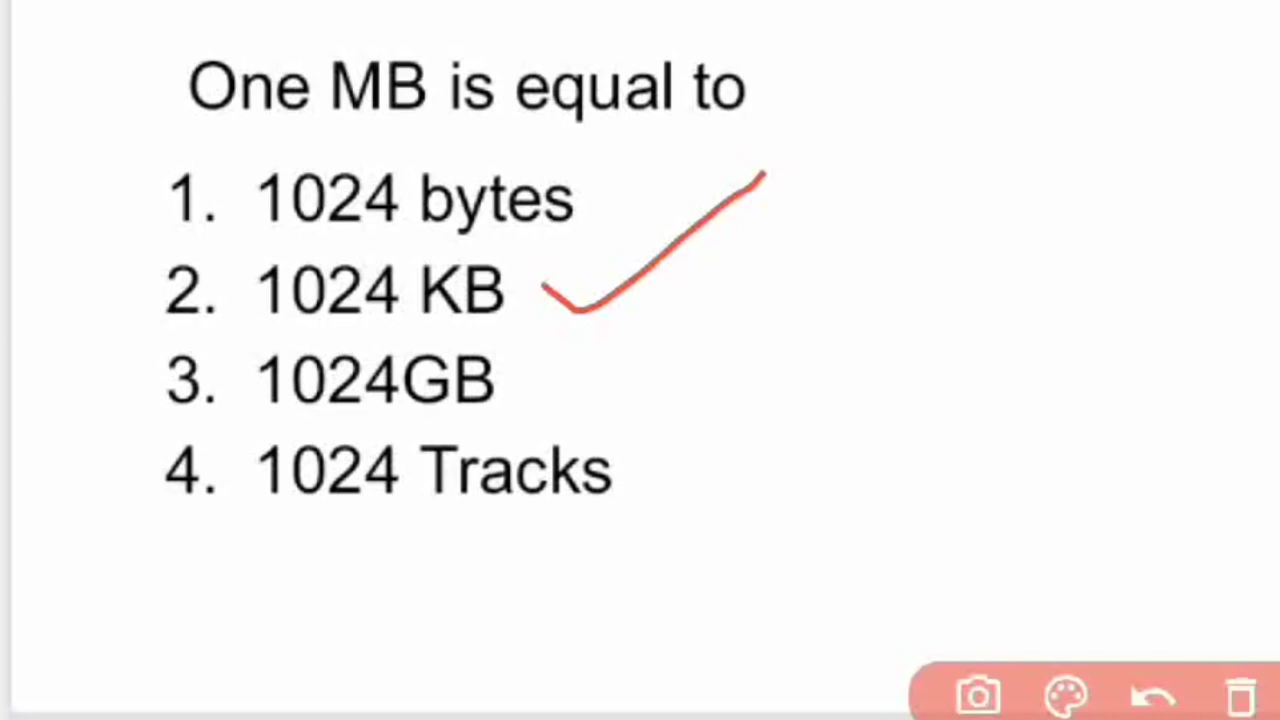 One MB is equal to
1. 1024 bytes
2. 1024 KB
3. 1024GB
4. 1024 Tracks